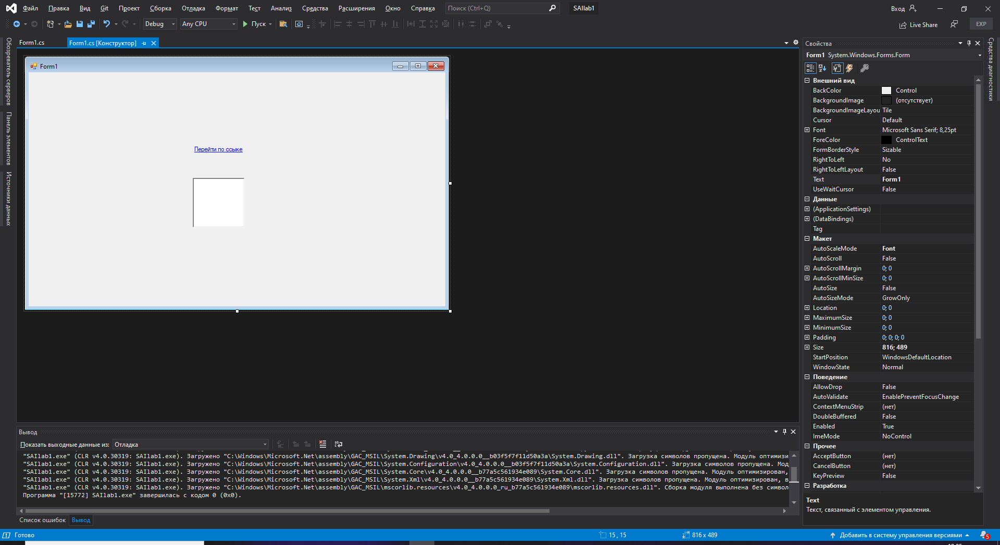 Файл Правка Вид Git Проект Сборка Отладка Формат Тест Анализ Средства Расширения Окно Справка Поиск (Ctrl+Q) SAIlab1 Вход
Debug Any CPU Пуск Live Share EXP
Обозреватель серверов
Панель элементов
Источники данных
Form1.cs Form1.cs [Конструктор]
Form1
Перейти по ссыке
Свойства
Form1 System.Windows.Forms.Form
Внешний вид
BackColor Control
BackgroundImage (отсутствует)
BackgroundImageLayou Tile
Cursor Default
Font Microsoft Sans Serif; 8,25pt
ForeColor ControlText
FormBorderStyle Sizable
RightToLeft No
RightToLeftLayout False
Text Form1
UseWaitCursor False
Данные
(ApplicationSettings)
(DataBindings)
Tag
Макет
AutoScaleMode Font
AutoScroll False
AutoScrollMargin 0; 0
AutoScrollMinSize 0; 0
AutoSize False
AutoSizeMode GrowOnly
Location 0; 0
MaximumSize 0; 0
MinimumSize 0; 0
Padding 0; 0; 0; 0
Size 816; 489
StartPosition WindowsDefaultLocation
WindowState Normal
Поведение
AllowDrop False
AutoValidate EnablePreventFocusChange
ContextMenuStrip (нет)
DoubleBuffered False
Enabled True
ImeMode NoControl
Прочее
AcceptButton (нет)
CancelButton (нет)
KeyPreview False
Разработка
Text
Текст, связанный с элементом управления.
Средства диагностики
Вывод
Показать выходные данные из: Отладка
"SAIlab1.exe" (CLR v4.0.30319: SAIlab1.exe). Загружено "C:\Windows\Microsoft.Net\assembly\GAC_MSIL\System.Drawing\v4.0_4.0.0.0__b03f5f7f11d50a3a\System.Drawing.dll". Загрузка символов пропущена. Модуль оптимизи
"SAIlab1.exe" (CLR v4.0.30319: SAIlab1.exe). Загружено "C:\Windows\Microsoft.Net\assembly\GAC_MSIL\System.Configuration\v4.0_4.0.0.0__b03f5f7f11d50a3a\System.Configuration.dll". Загрузка символов пропущена. Мод
"SAIlab1.exe" (CLR v4.0.30319: SAIlab1.exe). Загружено "C:\Windows\Microsoft.Net\assembly\GAC_MSIL\System.Core\v4.0_4.0.0.0__b77a5c561934e089\System.Core.dll". Загрузка символов пропущена. Модуль оптимизирован,
"SAIlab1.exe" (CLR v4.0.30319: SAIlab1.exe). Загружено "C:\Windows\Microsoft.Net\assembly\GAC_MSIL\System.Xml\v4.0_4.0.0.0__b77a5c561934e089\System.Xml.dll". Загрузка символов пропущена. Модуль оптимизирован, в
"SAIlab1.exe" (CLR v4.0.30319: SAIlab1.exe). Загружено "C:\Windows\Microsoft.Net\assembly\GAC_MSIL\mscorlib.resources\v4.0_4.0.0.0_ru_b77a5c561934e089\mscorlib.resources.dll". Сборка модуля выполнена без символ
Программа "[15772] SAIlab1.exe" завершилась с кодом 0 (0x0).
Список ошибок Вывод
Готово 15 , 15 816 x 489 Добавить в систему управления версиями 5